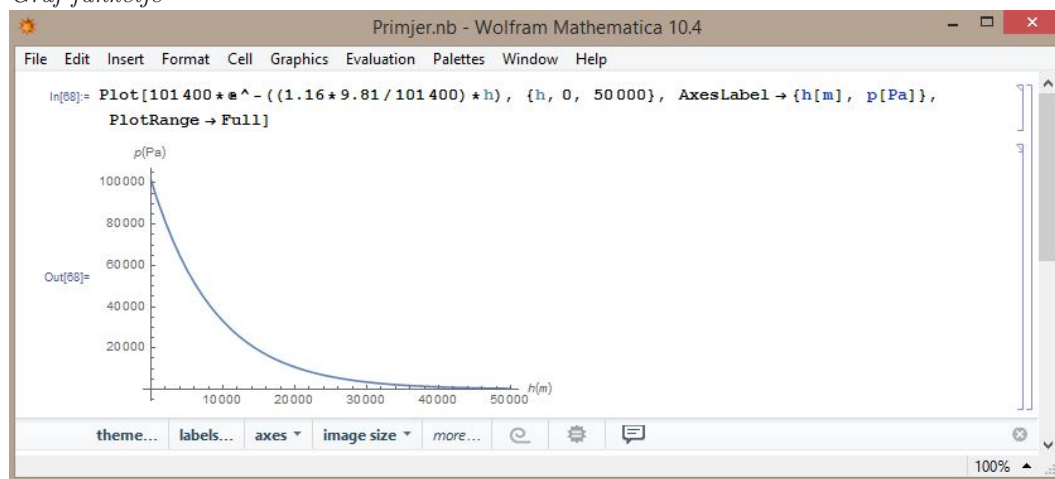 Graf funkcije
Primjer.nb - Wolfram Mathematica 10.4
File Edit Insert Format Cell Graphics Evaluation Palettes Window Help
In[68]:= Plot[101400*e^-((1.16*9.81/101400)*h), {h, 0, 50000}, AxesLabel→{h[m], p[Pa]},
PlotRange→Full]
p(Pa)
100000
80000
60000
Out[68]=
40000
20000
10000 20000 30000 40000 50000 h(m)
theme... labels... axes image size more...
100%